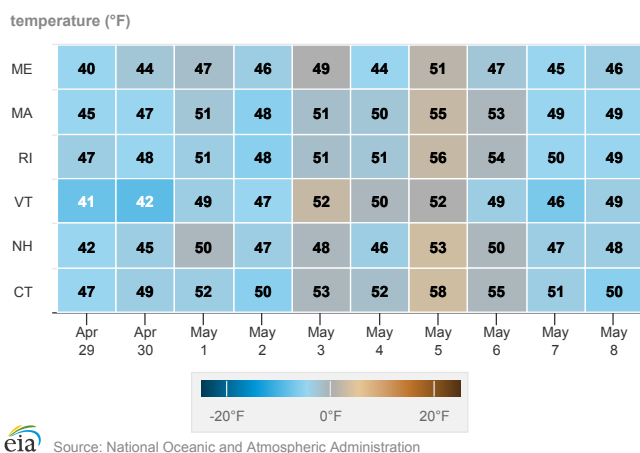 temperature (°F)
ME 40 44 47 46 49 44 51 47 45 46
MA 45 47 51 48 51 50 55 53 49 49
RI 47 48 51 48 51 51 56 54 50 49
VT 41 42 49 47 52 50 52 49 46 49
NH 42 45 50 47 48 46 53 50 47 48
CT 47 49 52 50 53 52 58 55 51 50
Apr Apr May May May May May May May May
29 30 1 2 3 4 5 6 7 8
-20°F 0°F 20°F
eia Source: National Oceanic and Atmospheric Administration